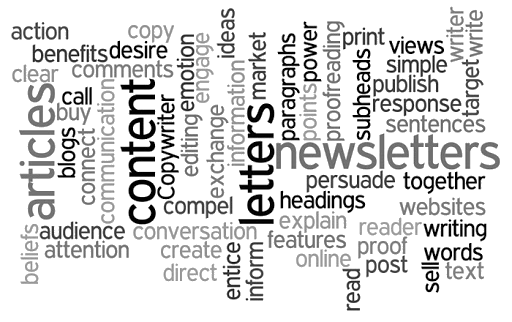 action
copy
ideas
benefits
desire
emotion
engage
market
paragraphs
power
print
views
writer
write
clear
comments
points
proofreading
subheads
simple
target
publish
articles
call
buy
blogs
connect
communication
content
Copywriter
editing
exchange
information
letters
response
sentences
newsletters
persuade
together
compel
headings
websites
beliefs
audience
attention
conversation
create
direct
entice
inform
explain
features
online
reader
proof
post
read
writing
words
sell
text